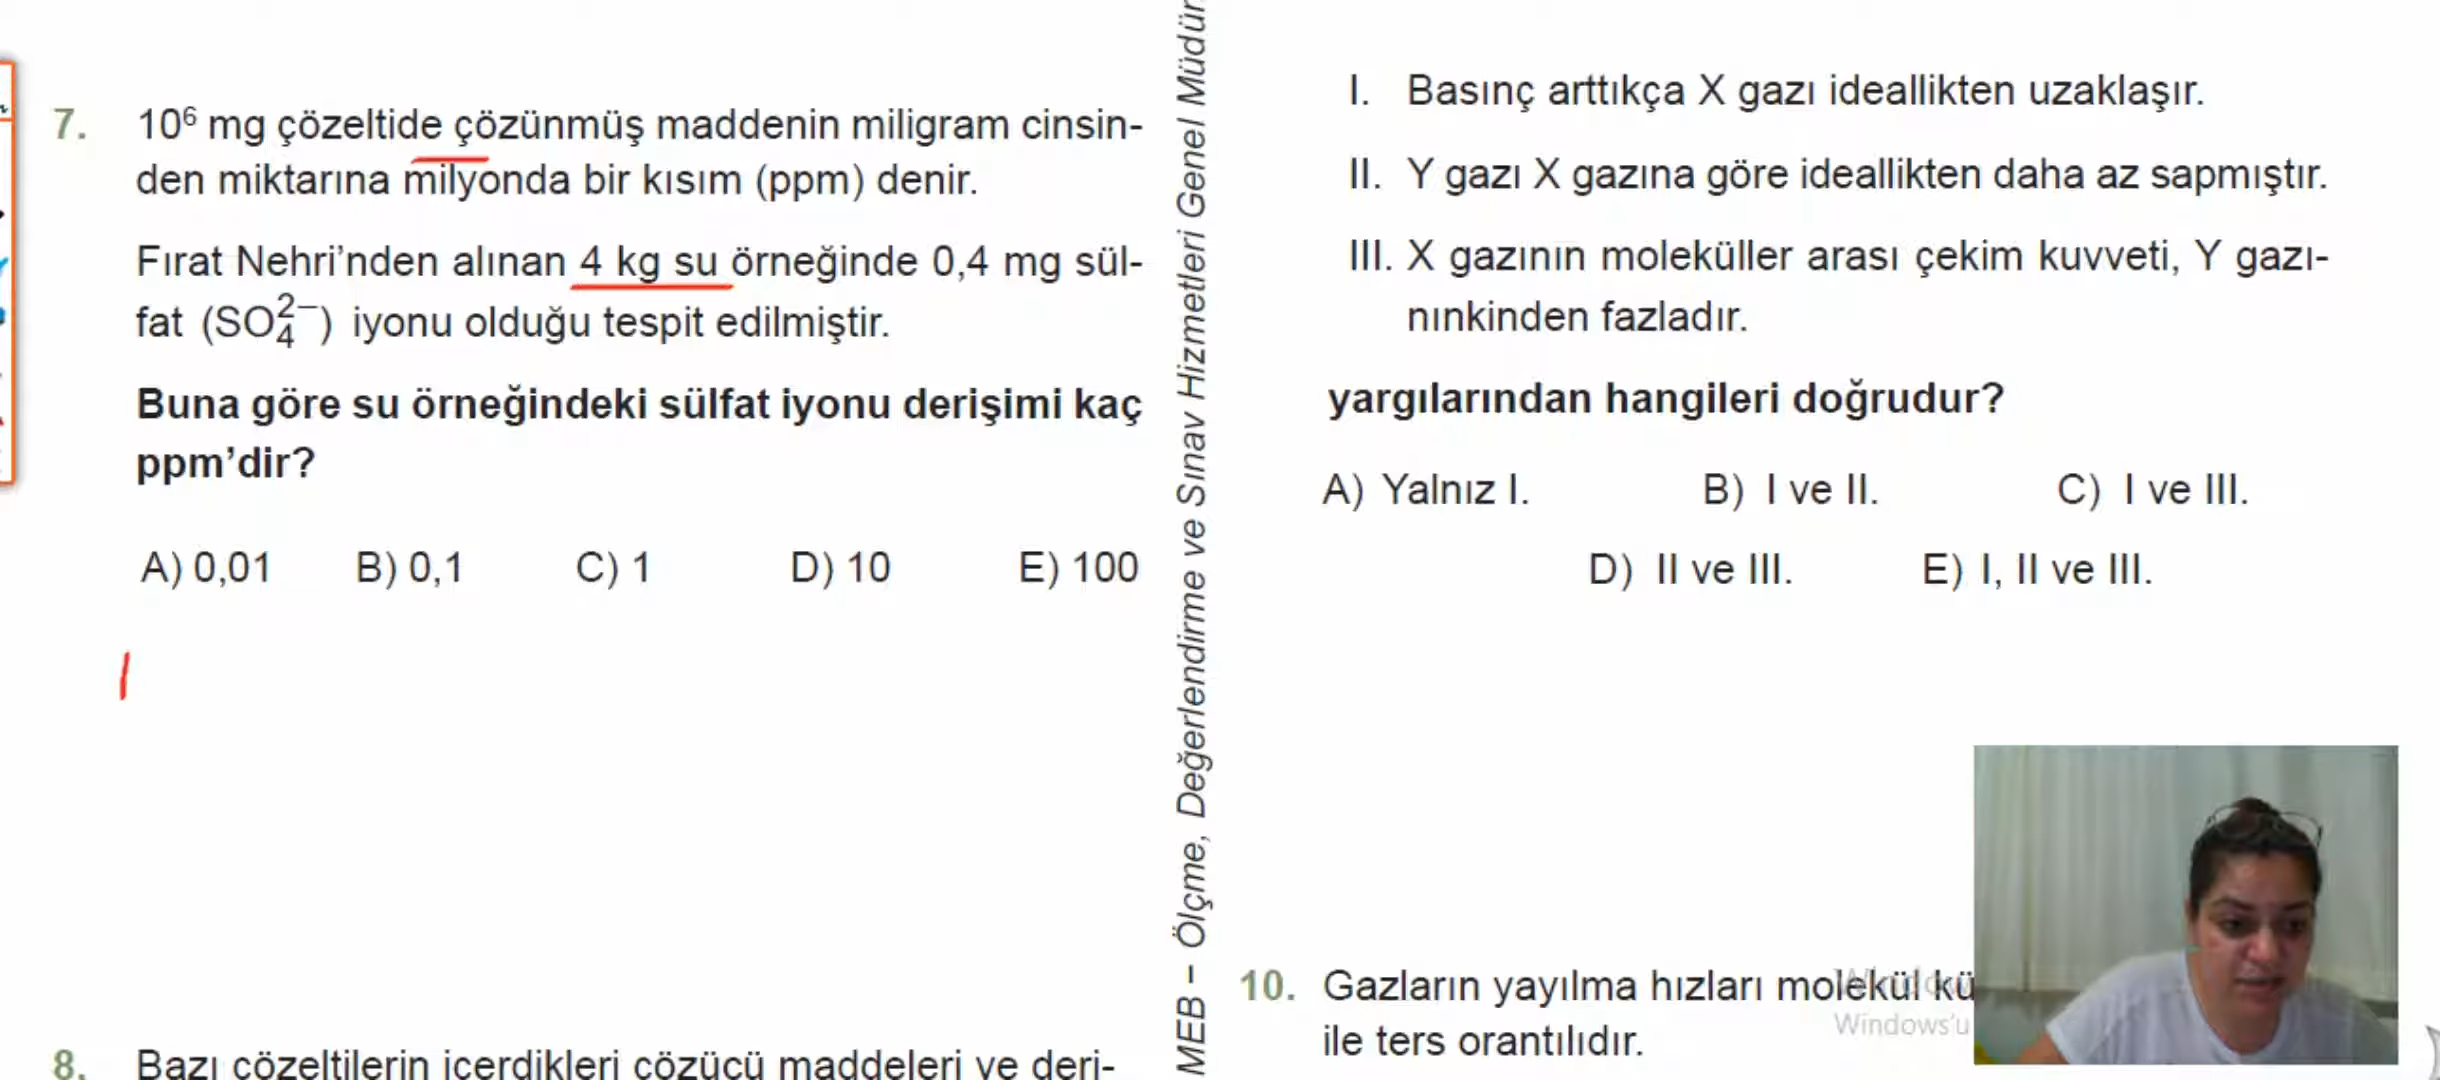 7. 10⁶ mg çözeltide çözünmüş maddenin miligram cinsin-
den miktarına milyonda bir kısım (ppm) denir.
Fırat Nehri’nden alınan 4 kg su örneğinde 0,4 mg sül-
fat (SO₄²⁻) iyonu olduğu tespit edilmiştir.
Buna göre su örneğindeki sülfat iyonu derişimi kaç
ppm’dir?
A) 0,01 B) 0,1 C) 1 D) 10 E) 100
8. Bazı çözeltilerin içerdikleri çözücü maddeleri ve deri-
MEB – Ölçme, Değerlendirme ve Sınav Hizmetleri Genel Müdür
I. Basınç arttıkça X gazı ideallikten uzaklaşır.
II. Y gazı X gazına göre ideallikten daha az sapmıştır.
III. X gazının moleküller arası çekim kuvveti, Y gazı-
nınkinden fazladır.
yargılarından hangileri doğrudur?
A) Yalnız I. B) I ve II. C) I ve III.
D) II ve III. E) I, II ve III.
10. Gazların yayılma hızları molekül kü
ile ters orantılıdır.
Windows'u